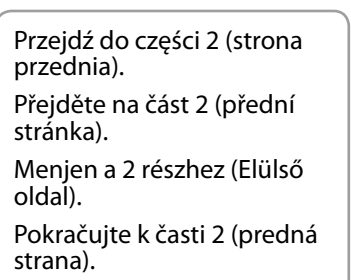 Przejdź do części 2 (strona
przednia).
Přejděte na část 2 (přední
stránka).
Menjen a 2 részhez (Elülső
oldal).
Pokračujte k časti 2 (predná
strana).